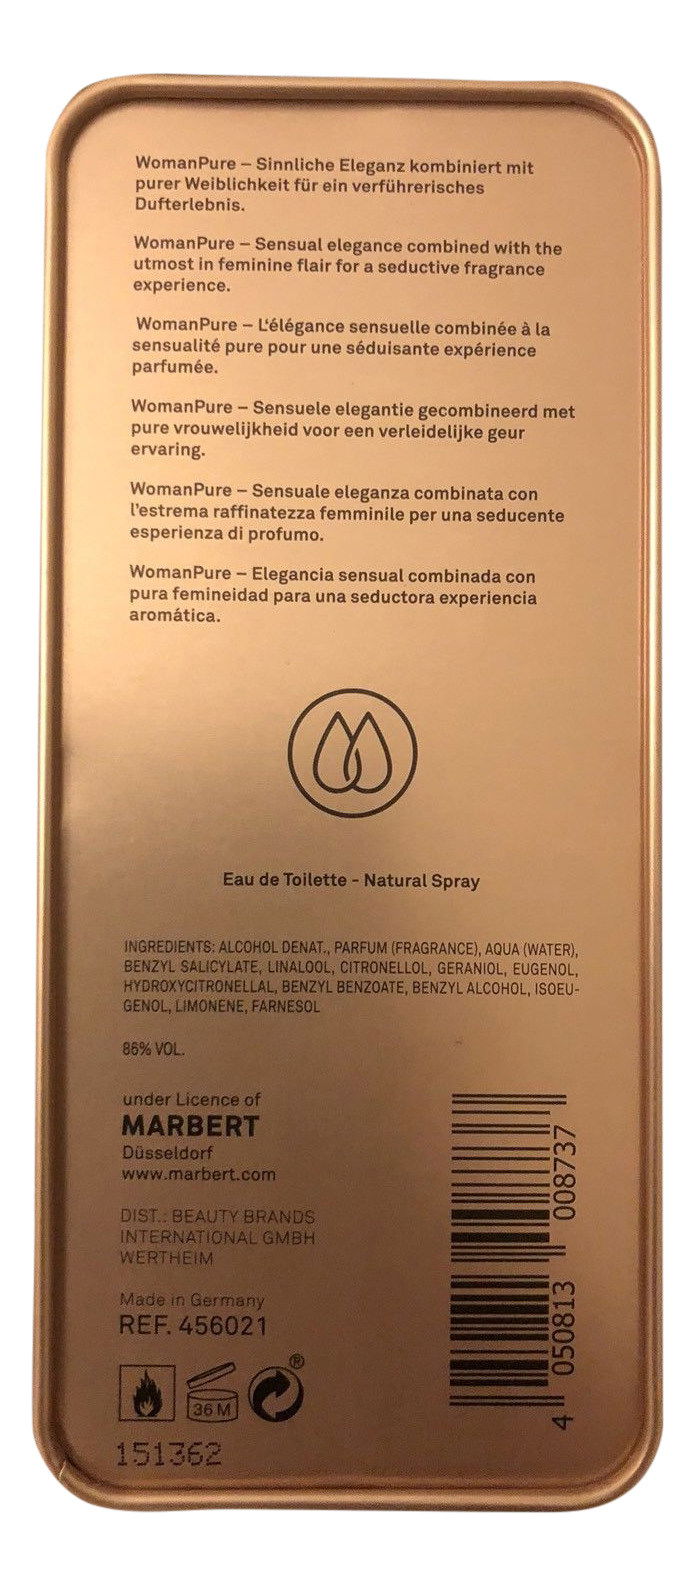 WomanPure – Sinnliche Eleganz kombiniert mit
purer Weiblichkeit für ein verführerisches
Dufterlebnis.
WomanPure – Sensual elegance combined with the
utmost in feminine flair for a seductive fragrance
experience.
WomanPure – L'élégance sensuelle combinée à la
sensualité pure pour une séduisante expérience
parfumée.
WomanPure – Sensuele elegantie gecombineerd met
pure vrouwelijkheid voor een verleidelijke geur
ervaring.
WomanPure – Sensuale eleganza combinata con
l'estrema raffinatezza femminile per una seducente
esperienza di profumo.
WomanPure – Elegancia sensual combinada con
pura femineidad para una seductora experiencia
aromática.
Eau de Toilette - Natural Spray
INGREDIENTS: ALCOHOL DENAT., PARFUM (FRAGRANCE), AQUA (WATER),
BENZYL SALICYLATE, LINALOOL, CITRONELLOL, GERANIOL, EUGENOL,
HYDROXYCITRONELLAL, BENZYL BENZOATE, BENZYL ALCOHOL, ISOEU-
GENOL, LIMONENE, FARNESOL
86% VOL.
under Licence of
MARBERT
Düsseldorf
www.marbert.com
DIST.: BEAUTY BRANDS
INTERNATIONAL GMBH
WERTHEIM
Made in Germany
REF. 456021
36 M
®
151362
4 050813 008737